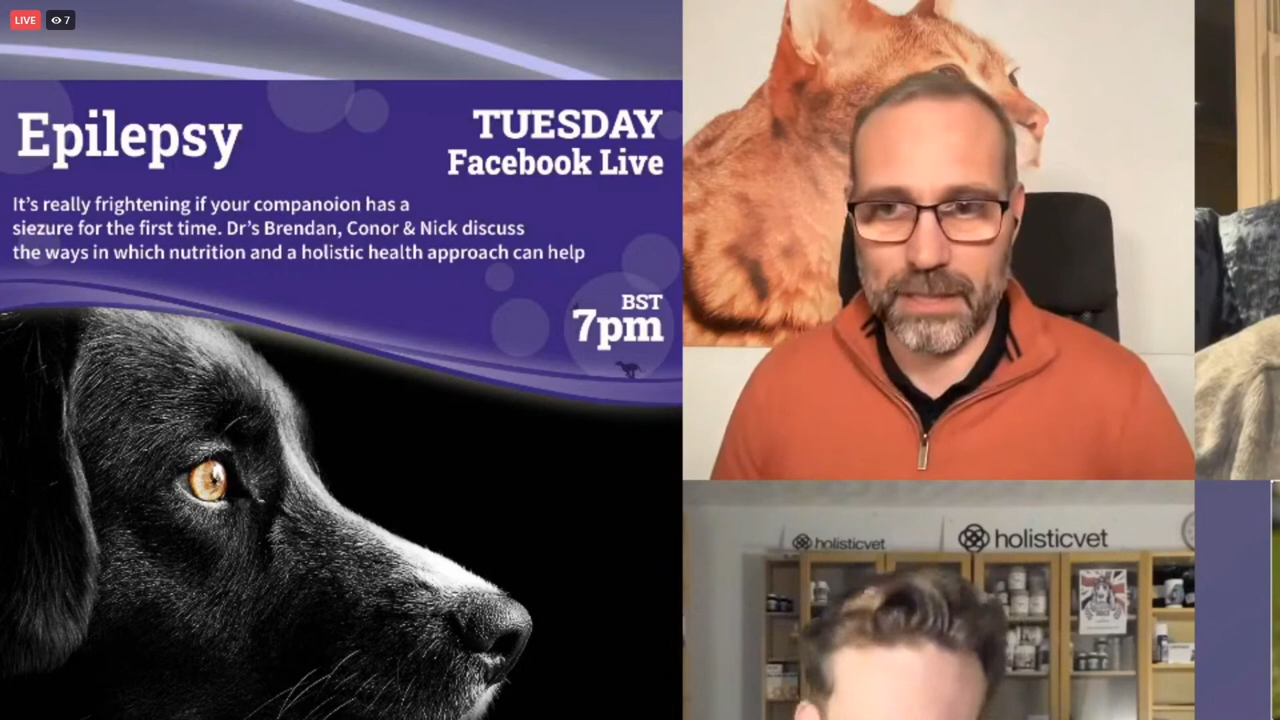 LIVE 7
Epilepsy
TUESDAY
Facebook Live
It's really frightening if your companoion has a
siezure for the first time. Dr's Brendan, Conor & Nick discuss
the ways in which nutrition and a holistic health approach can help
BST
7pm
holisticvet
holisticvet